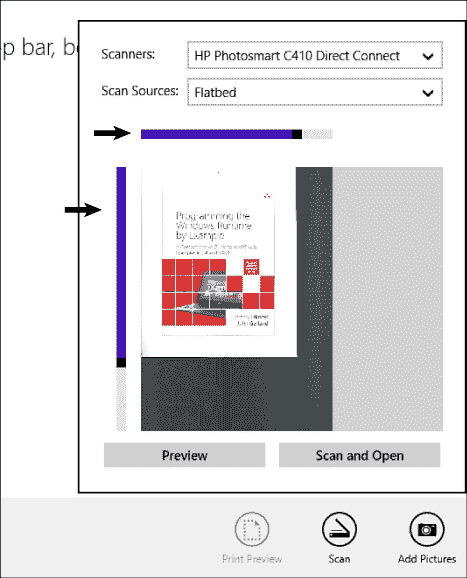 p bar, b
Scanners: HP Photosmart C410 Direct Connect
Scan Sources: Flatbed
Programming the
Windows Runtime
by Example
Preview Scan and Open
Print Preview Scan Add Pictures